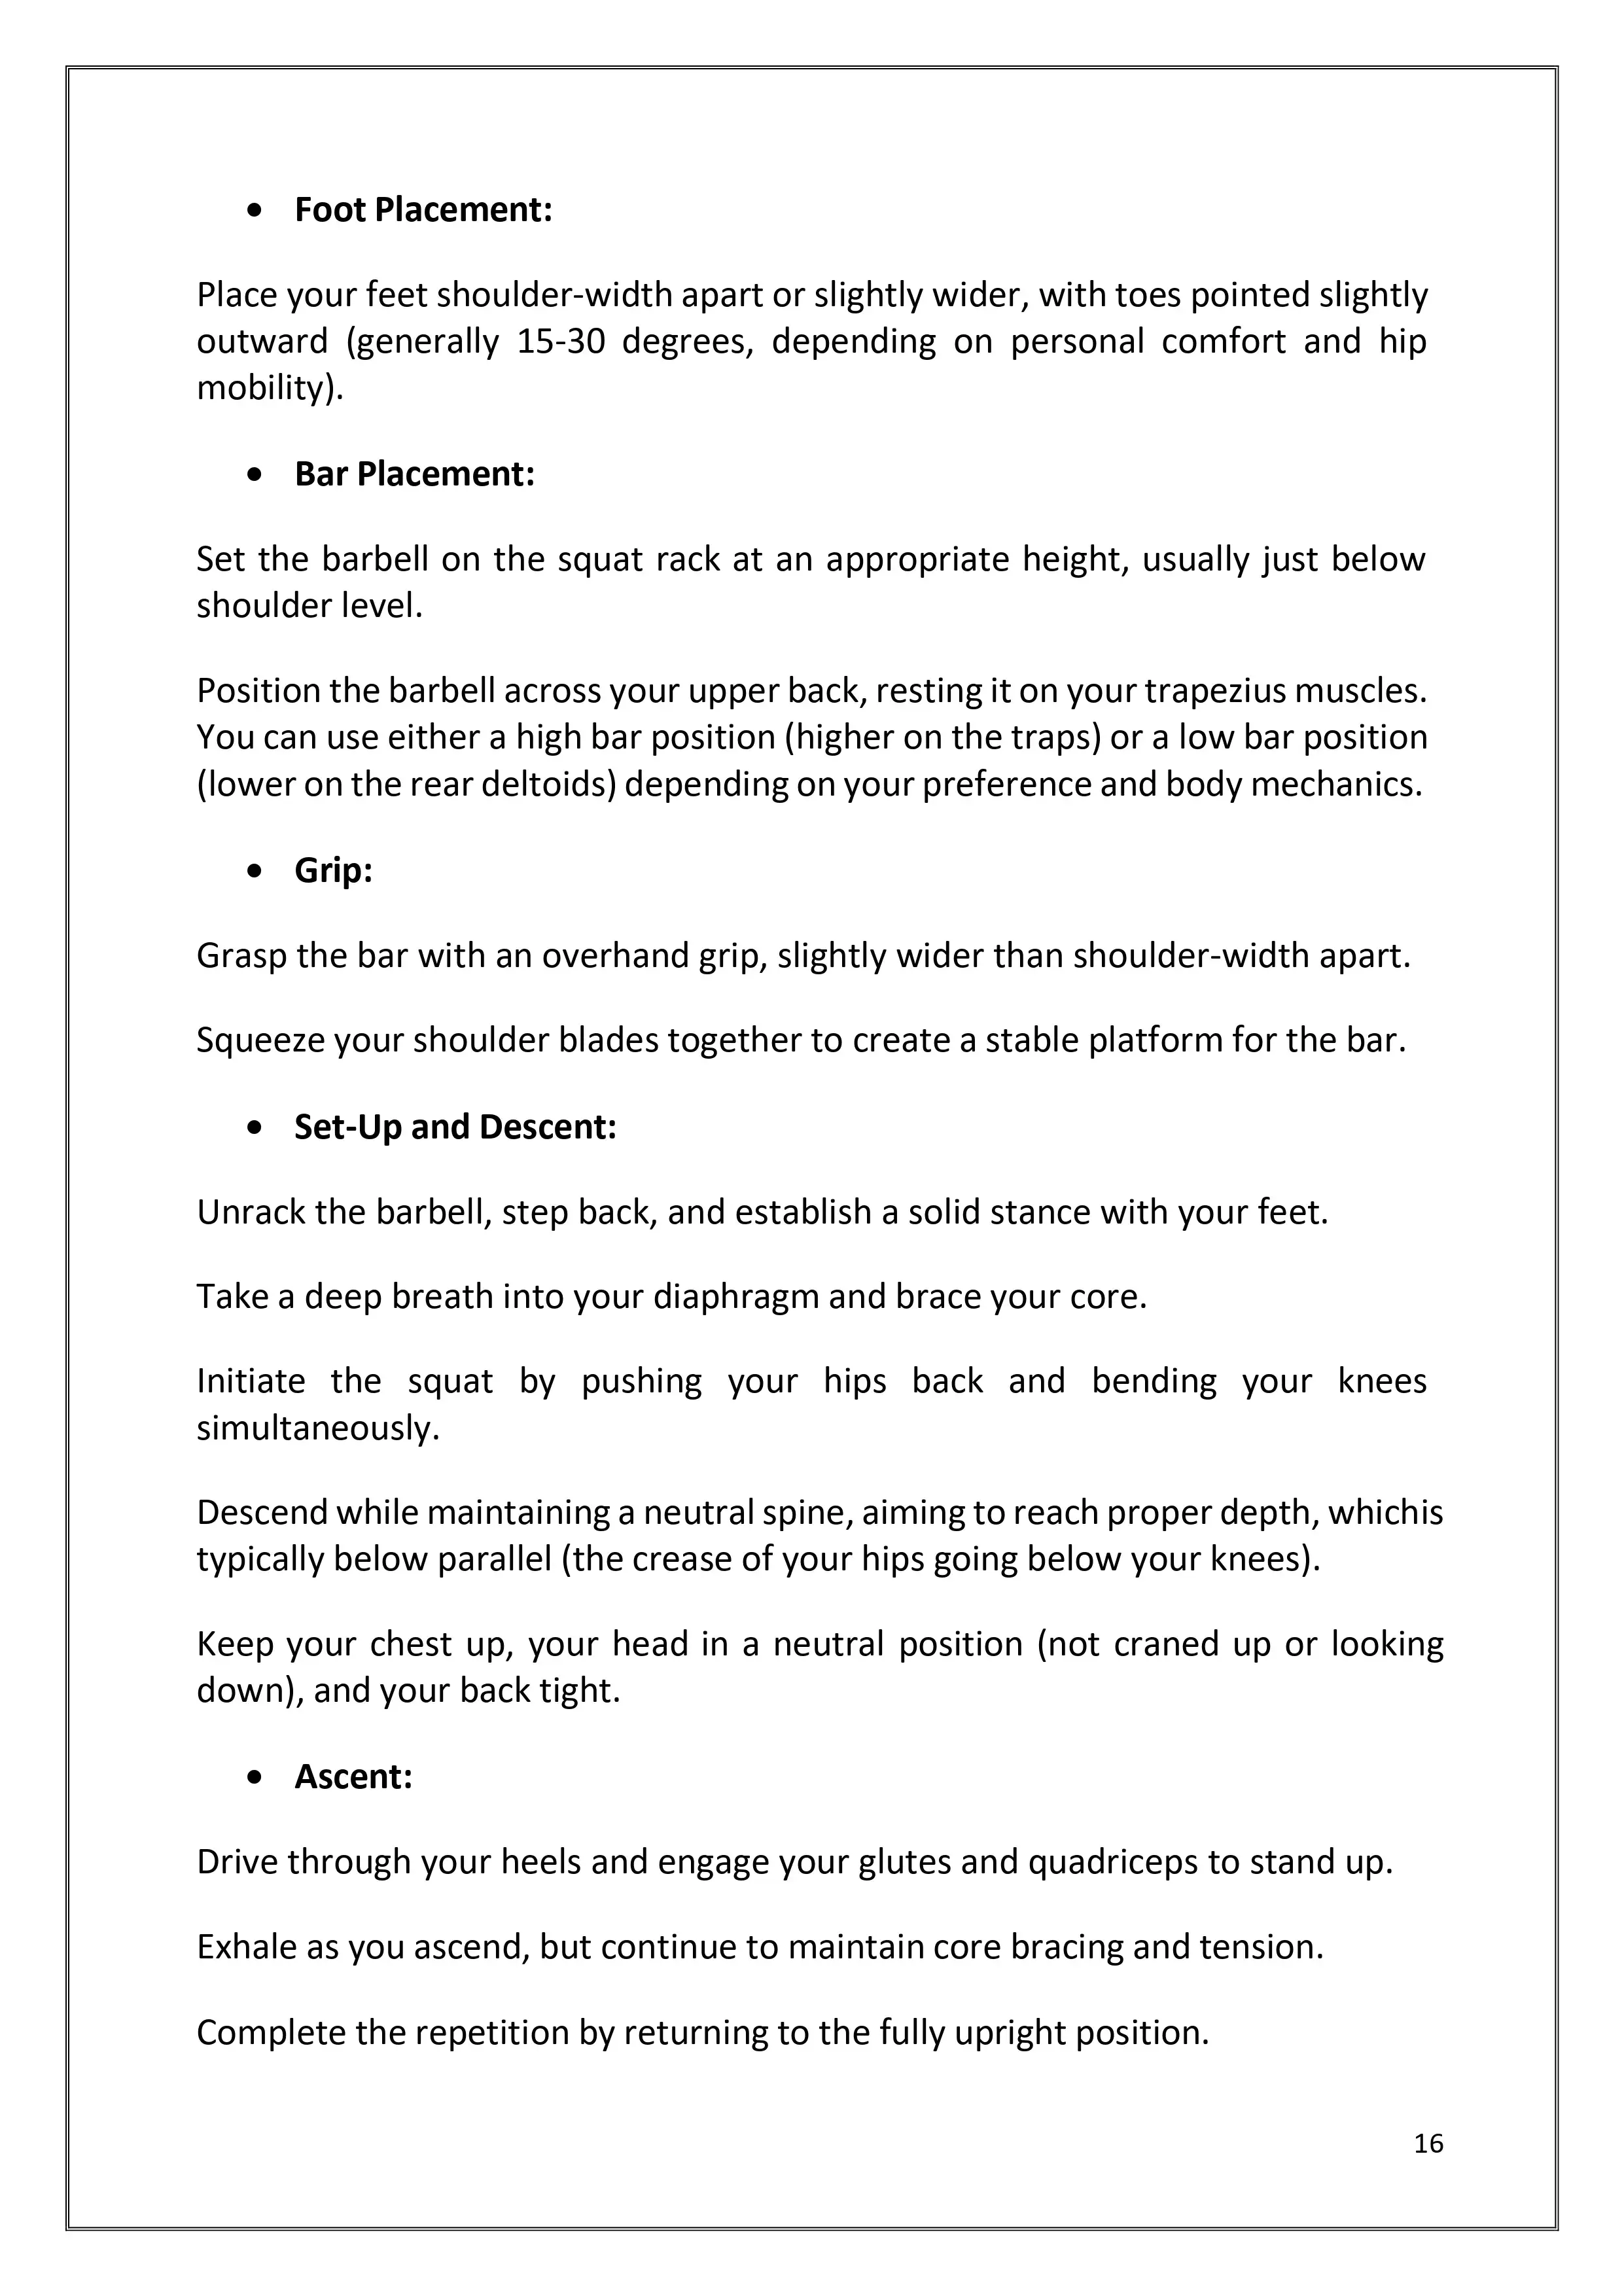 • Foot Placement:
Place your feet shoulder-width apart or slightly wider, with toes pointed slightly
outward (generally 15-30 degrees, depending on personal comfort and hip
mobility).
• Bar Placement:
Set the barbell on the squat rack at an appropriate height, usually just below
shoulder level.
Position the barbell across your upper back, resting it on your trapezius muscles.
You can use either a high bar position (higher on the traps) or a low bar position
(lower on the rear deltoids) depending on your preference and body mechanics.
• Grip:
Grasp the bar with an overhand grip, slightly wider than shoulder-width apart.
Squeeze your shoulder blades together to create a stable platform for the bar.
• Set-Up and Descent:
Unrack the barbell, step back, and establish a solid stance with your feet.
Take a deep breath into your diaphragm and brace your core.
Initiate the squat by pushing your hips back and bending your knees
simultaneously.
Descend while maintaining a neutral spine, aiming to reach proper depth, whichis
typically below parallel (the crease of your hips going below your knees).
Keep your chest up, your head in a neutral position (not craned up or looking
down), and your back tight.
• Ascent:
Drive through your heels and engage your glutes and quadriceps to stand up.
Exhale as you ascend, but continue to maintain core bracing and tension.
Complete the repetition by returning to the fully upright position.
16